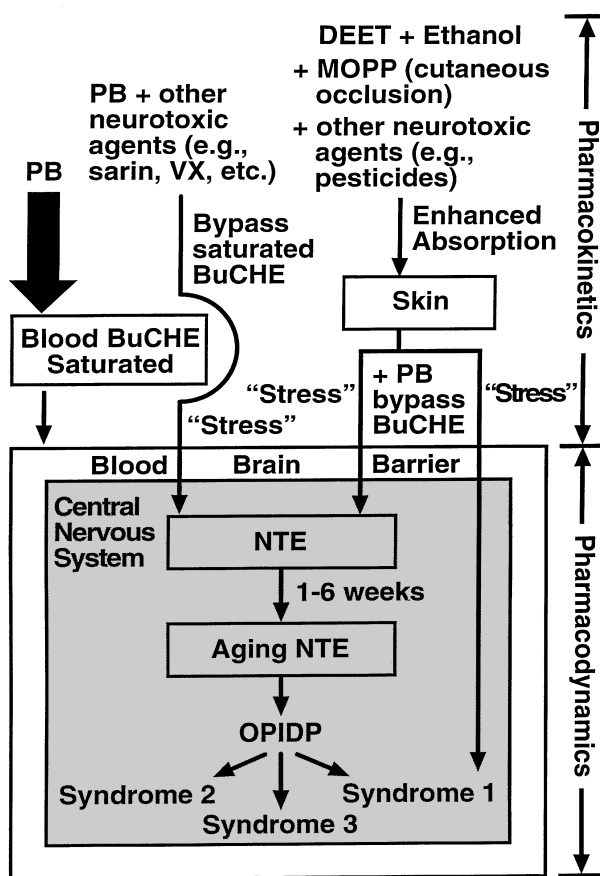 DEET + Ethanol
+ MOPP (cutaneous
occlusion)
+ other neurotoxic
agents (e.g.,
pesticides)
PB + other
neurotoxic
agents (e.g.,
sarin, VX, etc.)
PB
Bypass
saturated
BuCHE
Enhanced
Absorption
Skin
Blood BuCHE
Saturated
"Stress"
"Stress"
+ PB
bypass
BuCHE
"Stress"
Pharmacokinetics
Blood Brain Barrier
Central
Nervous
System
NTE
1-6 weeks
Aging NTE
OPIDP
Syndrome 2
Syndrome 3
Syndrome 1
Pharmacodynamics